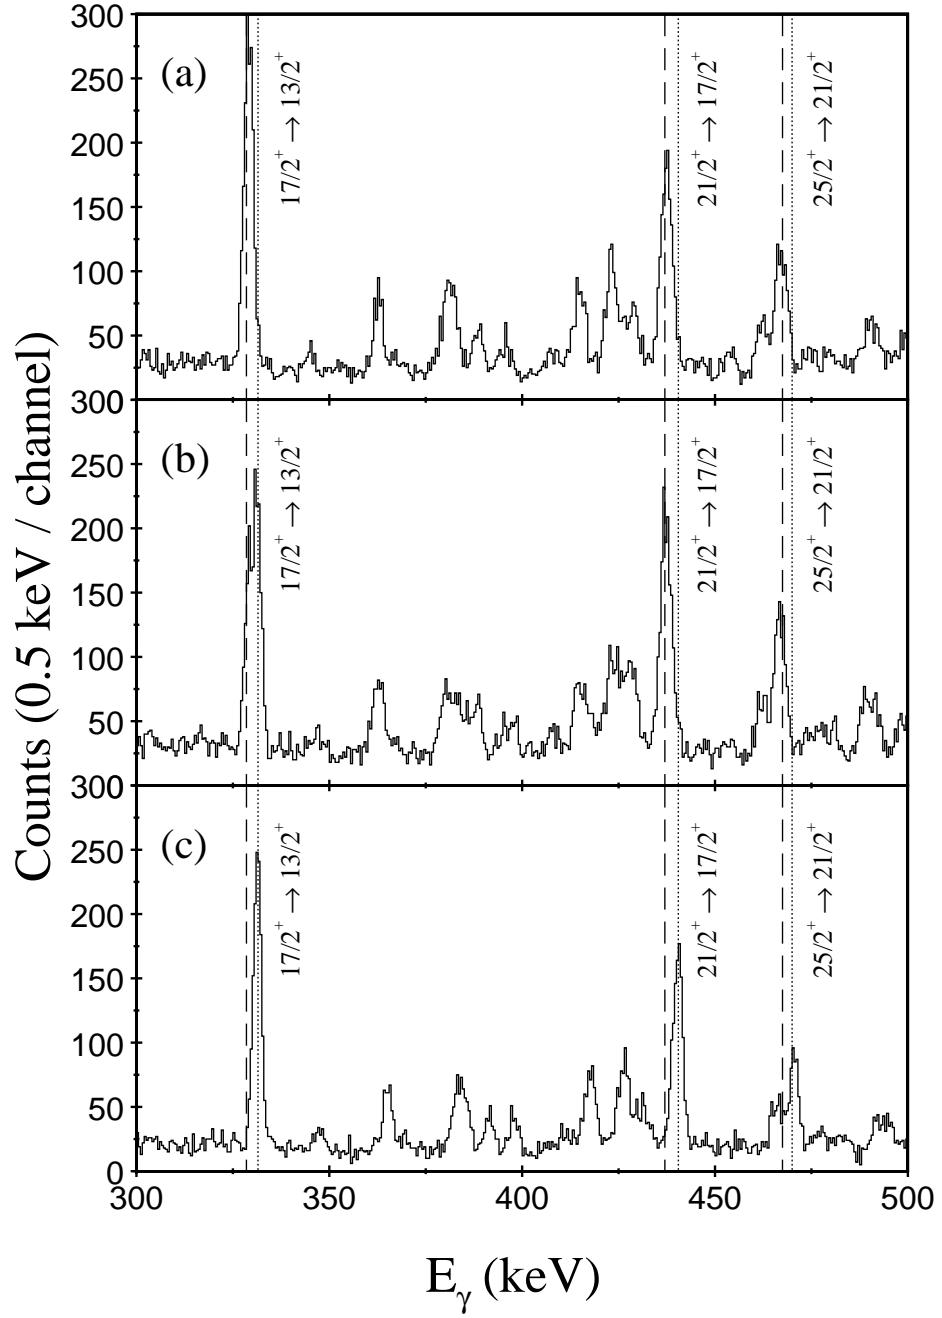 Counts (0.5 keV / channel)
300
250
200
150
100
50
(a)
17/2+ → 13/2+
21/2+ → 17/2+
25/2+ → 21/2+
300
250
200
150
100
50
(b)
17/2+ → 13/2+
21/2+ → 17/2+
25/2+ → 21/2+
300
250
200
150
100
50
0
(c)
17/2+ → 13/2+
21/2+ → 17/2+
25/2+ → 21/2+
300 350 400 450 500
Eγ (keV)